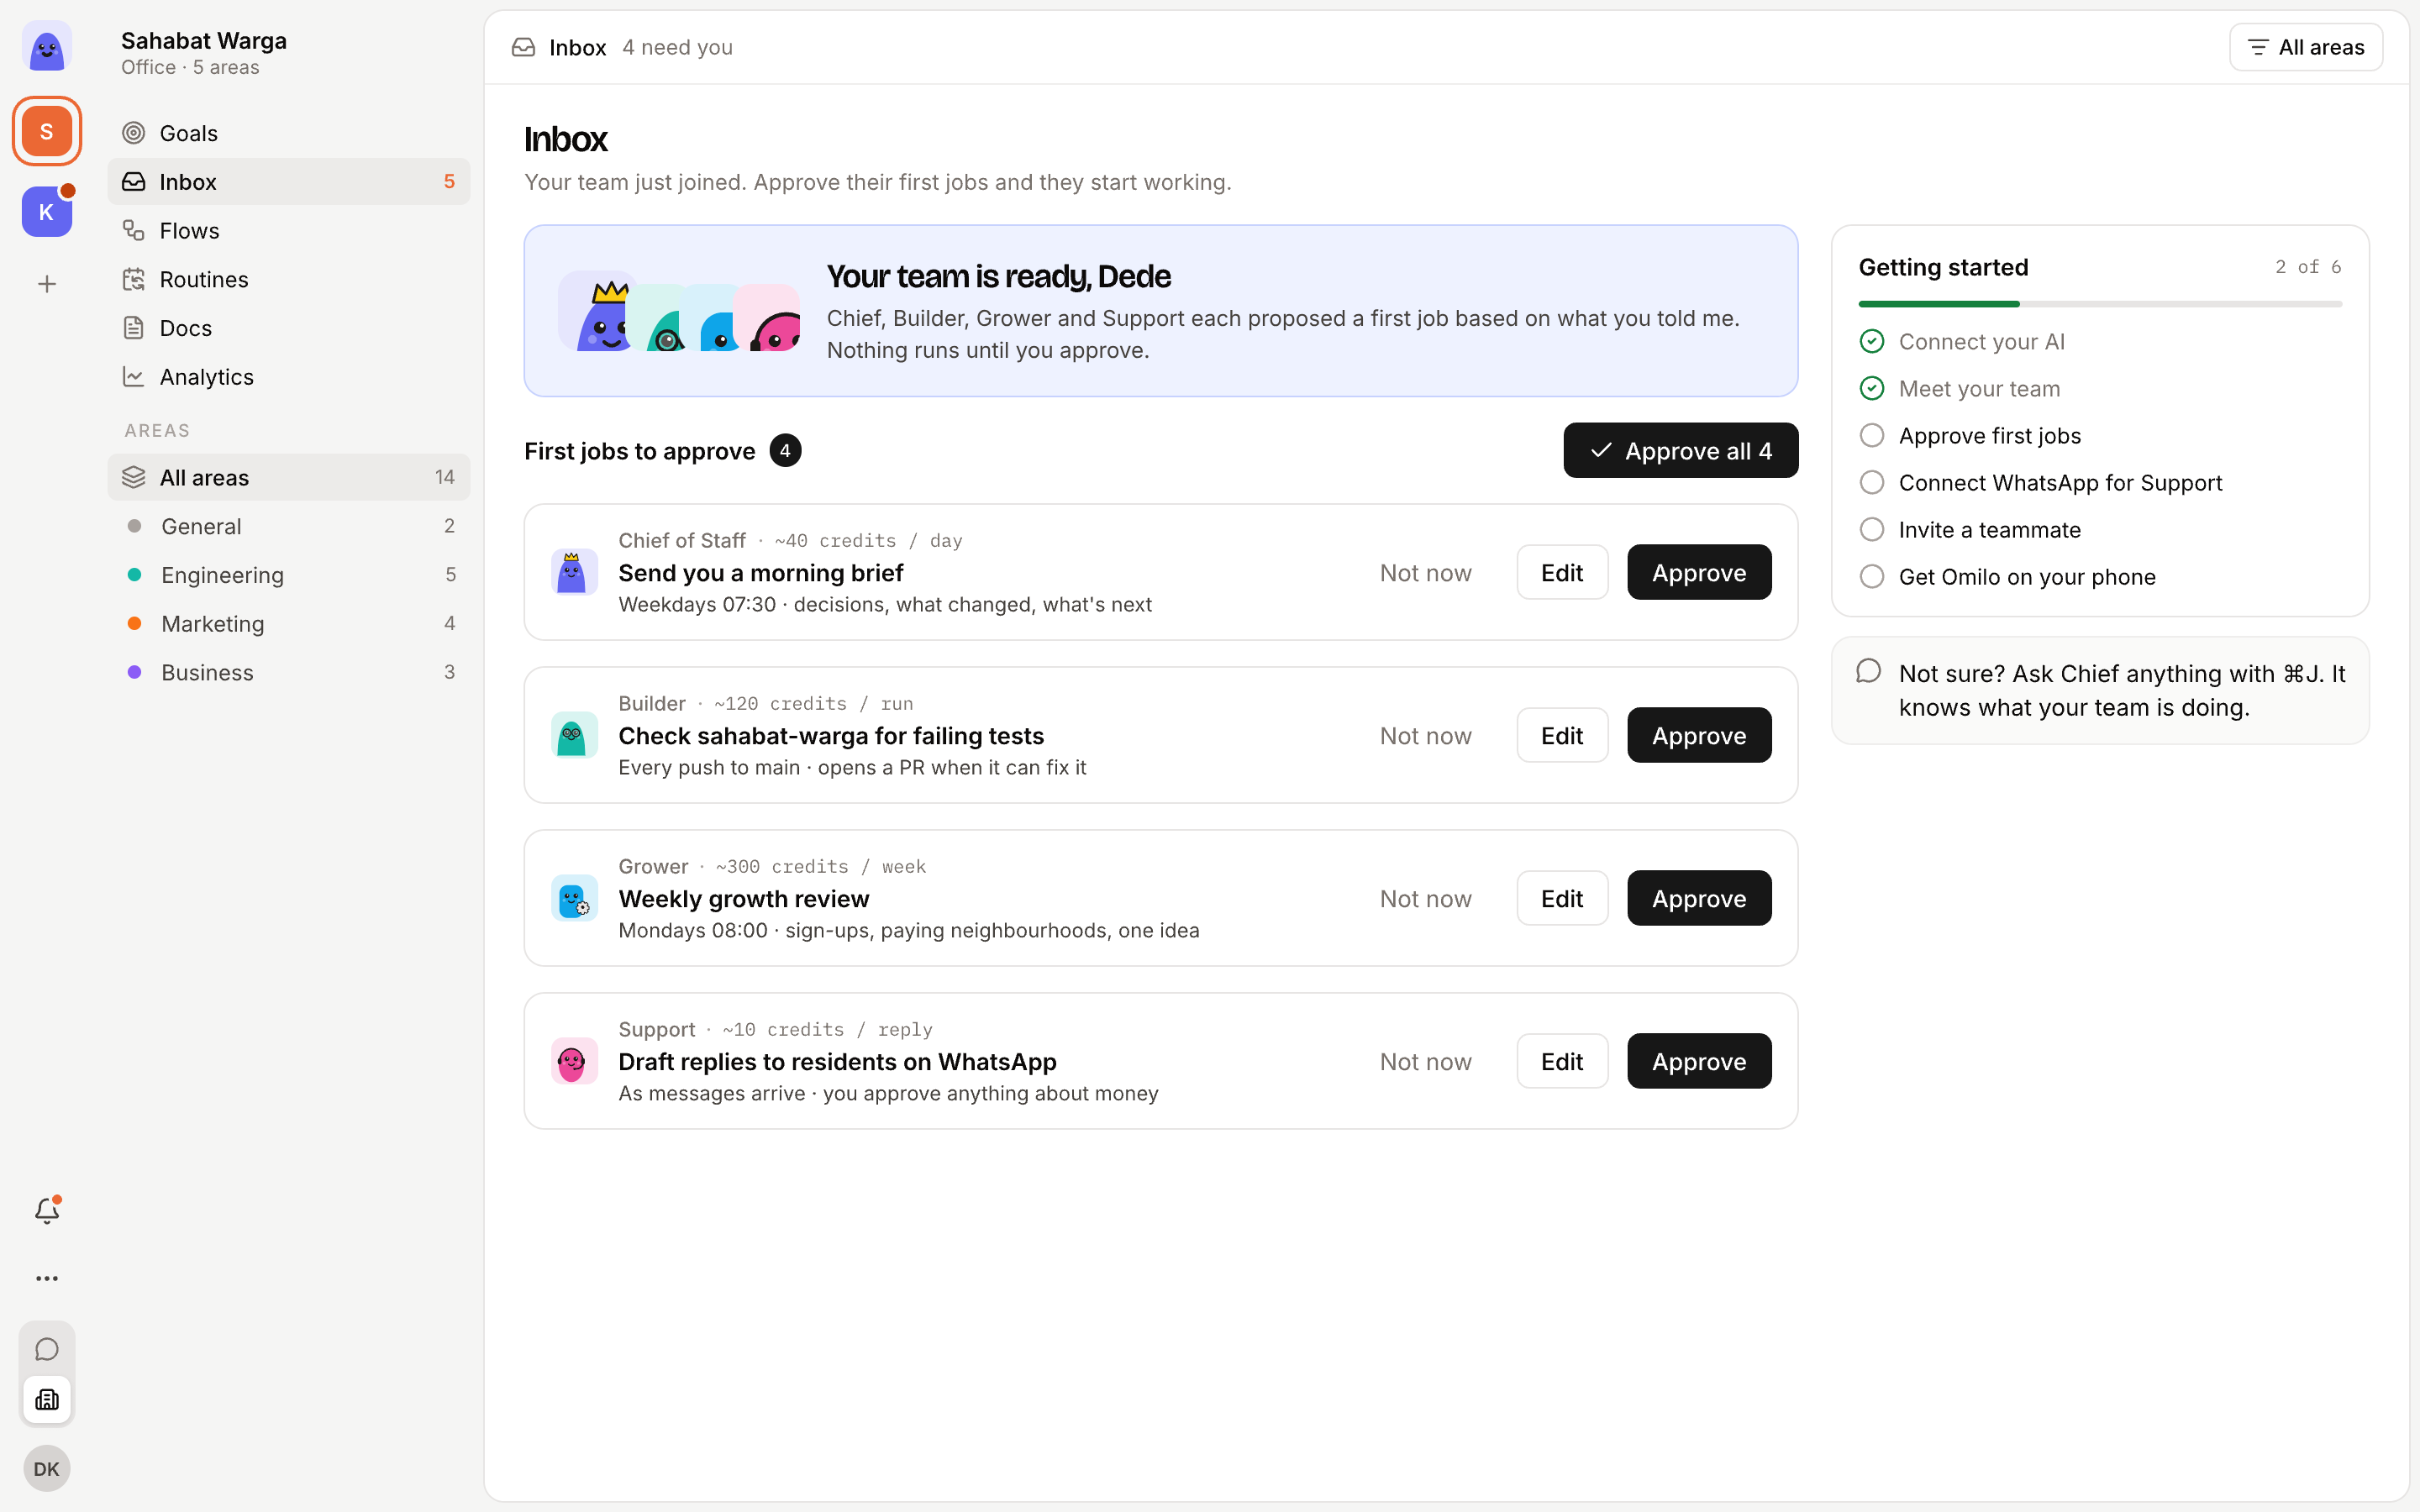 Sahabat Warga
Office · 5 areas
S
K
Goals
Inbox 5
Flows
Routines
Docs
Analytics
AREAS
All areas 14
General 2
Engineering 5
Marketing 4
Business 3
DK
Inbox 4 need you
All areas
Inbox
Your team just joined. Approve their first jobs and they start working.
Your team is ready, Dede
Chief, Builder, Grower and Support each proposed a first job based on what you told me.
Nothing runs until you approve.
First jobs to approve 4
Approve all 4
Chief of Staff · ~40 credits / day
Send you a morning brief
Weekdays 07:30 · decisions, what changed, what's next
Not now Edit Approve
Builder · ~120 credits / run
Check sahabat-warga for failing tests
Every push to main · opens a PR when it can fix it
Not now Edit Approve
Grower · ~300 credits / week
Weekly growth review
Mondays 08:00 · sign-ups, paying neighbourhoods, one idea
Not now Edit Approve
Support · ~10 credits / reply
Draft replies to residents on WhatsApp
As messages arrive · you approve anything about money
Not now Edit Approve
Getting started 2 of 6
Connect your AI
Meet your team
Approve first jobs
Connect WhatsApp for Support
Invite a teammate
Get Omilo on your phone
Not sure? Ask Chief anything with ⌘J. It
knows what your team is doing.